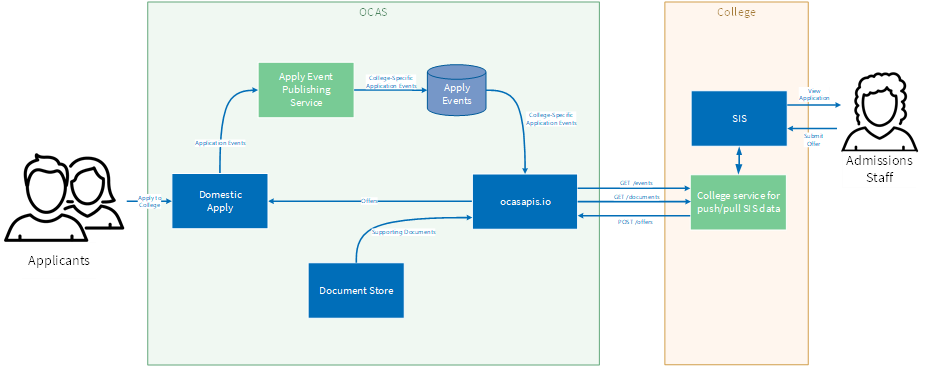 OCAS
College
Apply Event
Publishing
Service
College-Specific
Application Events
Apply
Events
College-Specific
Application Events
Application Events
SIS
View
Application
Submit
Offer
Admissions
Staff
Apply to
College
Domestic
Apply
Offers
ocasapis.io
GET /events
GET /documents
POST /offers
College service for
push/pull SIS data
Supporting Documents
Document Store
Applicants